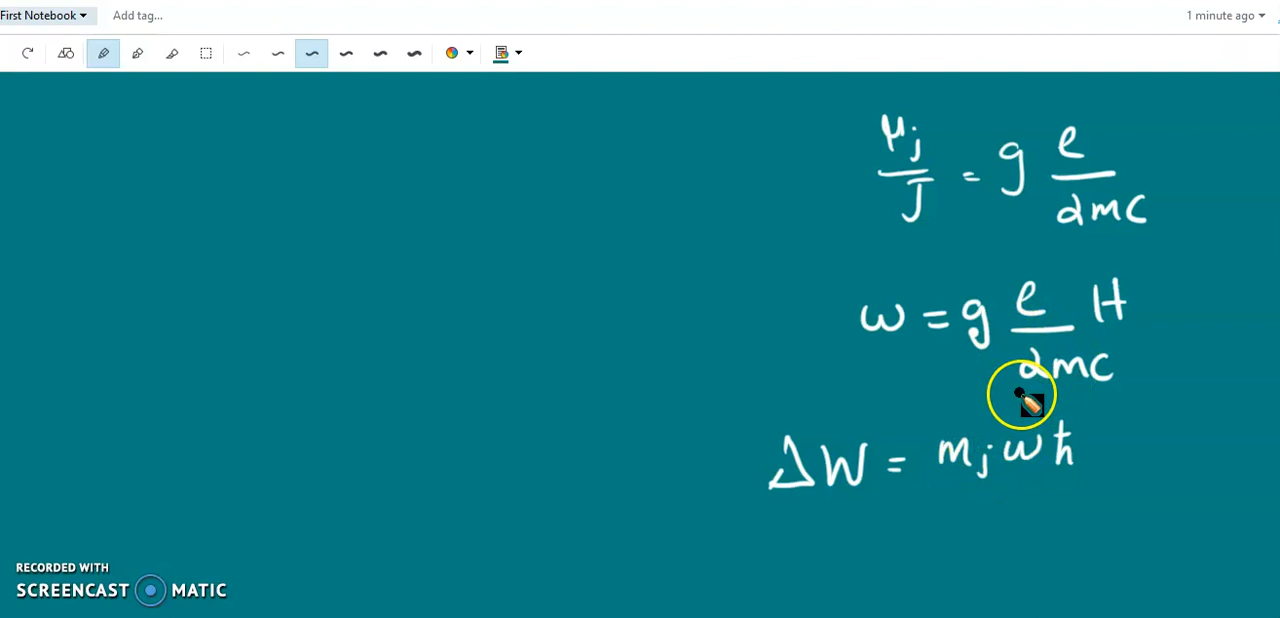 First Notebook Add tag... 1 minute ago
μj/J = g e/2mc
ω = g e/2mc H
ΔW = mj ω ħ
RECORDED WITH
SCREENCAST MATIC